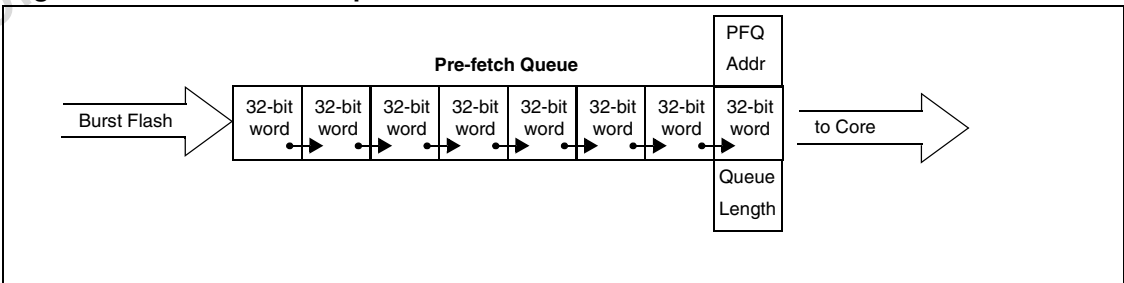 PFQ
Addr
Pre-fetch Queue
Burst Flash
32-bit word
32-bit word
32-bit word
32-bit word
32-bit word
32-bit word
32-bit word
32-bit word
to Core
Queue
Length